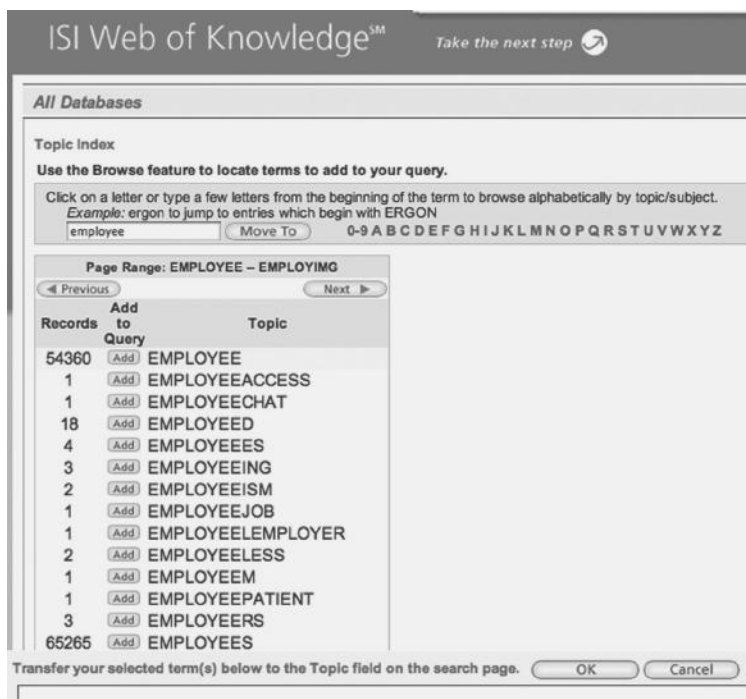 ISI Web of Knowledge℠ Take the next step
All Databases
Topic Index
Use the Browse feature to locate terms to add to your query.
Click on a letter or type a few letters from the beginning of the term to browse alphabetically by topic/subject.
Example: ergon to jump to entries which begin with ERGON
employee Move To 0-9 A B C D E F G H I J K L M N O P Q R S T U V W X Y Z
Page Range: EMPLOYEE – EMPLOYIMG
Previous Next
Records Add to Query Topic
54360 Add EMPLOYEE
1 Add EMPLOYEEACCESS
1 Add EMPLOYEECHAT
18 Add EMPLOYEED
4 Add EMPLOYEEES
3 Add EMPLOYEEING
2 Add EMPLOYEEISM
1 Add EMPLOYEEJOB
1 Add EMPLOYEELEMPLOYER
2 Add EMPLOYEELESS
1 Add EMPLOYEEM
1 Add EMPLOYEEPATIENT
3 Add EMPLOYEERS
65265 Add EMPLOYEES
Transfer your selected term(s) below to the Topic field on the search page. OK Cancel